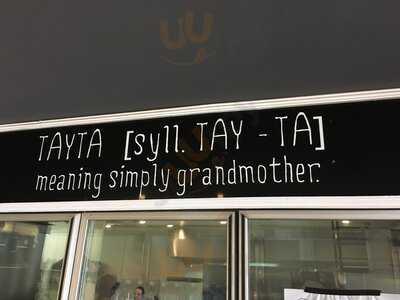 TAYTA [syll. TAY - TA]
meaning simply grandmother.